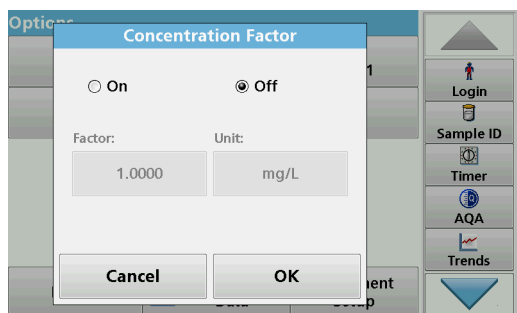 Options
Concentration Factor
On
Off
1
Login
Sample ID
Factor:
Unit:
1.0000
mg/L
Timer
AQA
Trends
Cancel
OK